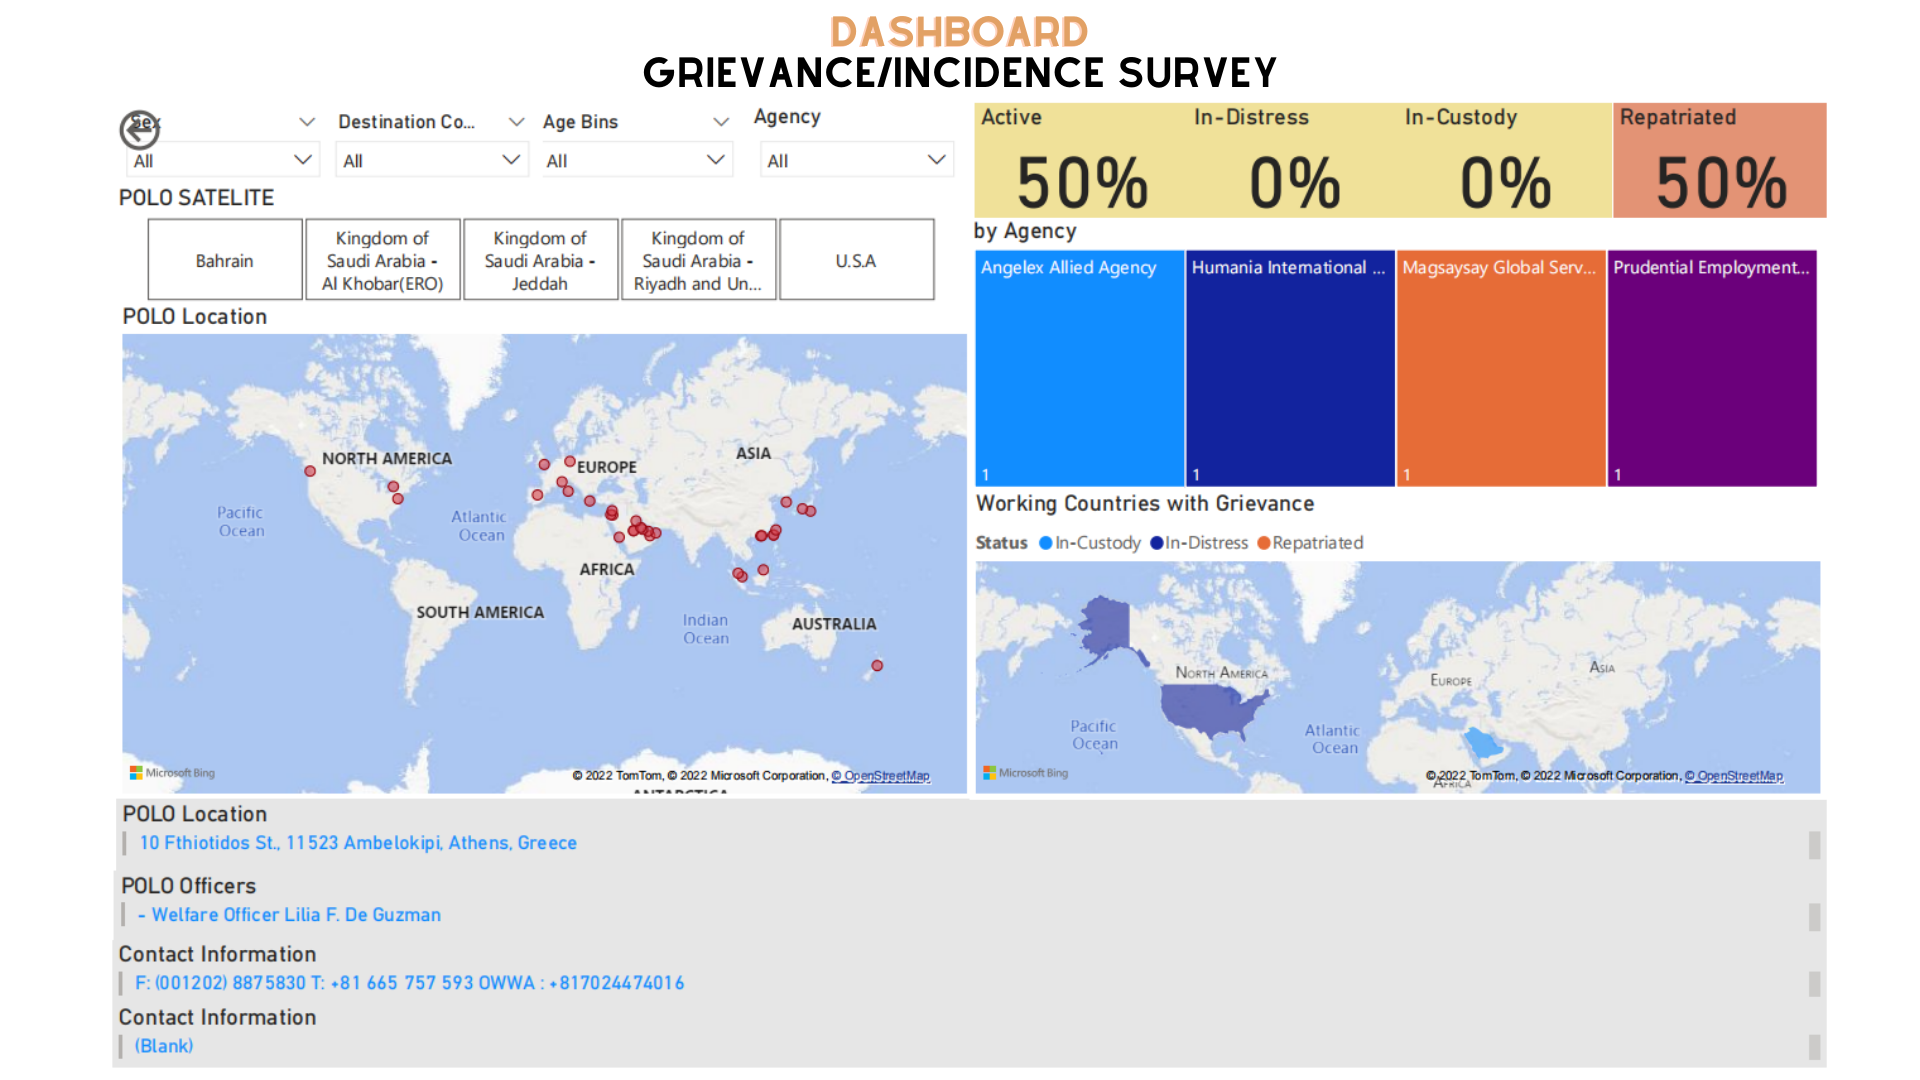 DASHBOARD
GRIEVANCE/INCIDENCE SURVEY
Sex
Destination Co...
Age Bins
Agency
All
All
All
All
POLO SATELITE
Bahrain
Kingdom of
Saudi Arabia -
Al Khobar(ERO)
Kingdom of
Saudi Arabia -
Jeddah
Kingdom of
Saudi Arabia -
Riyadh and Un...
U.S.A
POLO Location
NORTH AMERICA
EUROPE
ASIA
Pacific
Ocean
Atlantic
Ocean
AFRICA
SOUTH AMERICA
Indian
Ocean
AUSTRALIA
Microsoft Bing
© 2022 TomTom, © 2022 Microsoft Corporation, © OpenStreetMap
ANTARCTICA
Active
In-Distress
In-Custody
Repatriated
50%
0%
0%
50%
by Agency
Angelex Allied Agency
Humania International ...
Magsaysay Global Serv...
Prudential Employment...
1
1
1
1
Working Countries with Grievance
Status In-Custody In-Distress Repatriated
NORTH AMERICA
EUROPE
ASIA
Pacific
Ocean
Atlantic
Ocean
AFRICA
Microsoft Bing
© 2022 TomTom, © 2022 Microsoft Corporation, © OpenStreetMap
POLO Location
10 Fthiotidos St., 11523 Ambelokipi, Athens, Greece
POLO Officers
- Welfare Officer Lilia F. De Guzman
Contact Information
F: (001202) 8875830 T: +81 665 757 593 OWWA : +817024474016
Contact Information
(Blank)